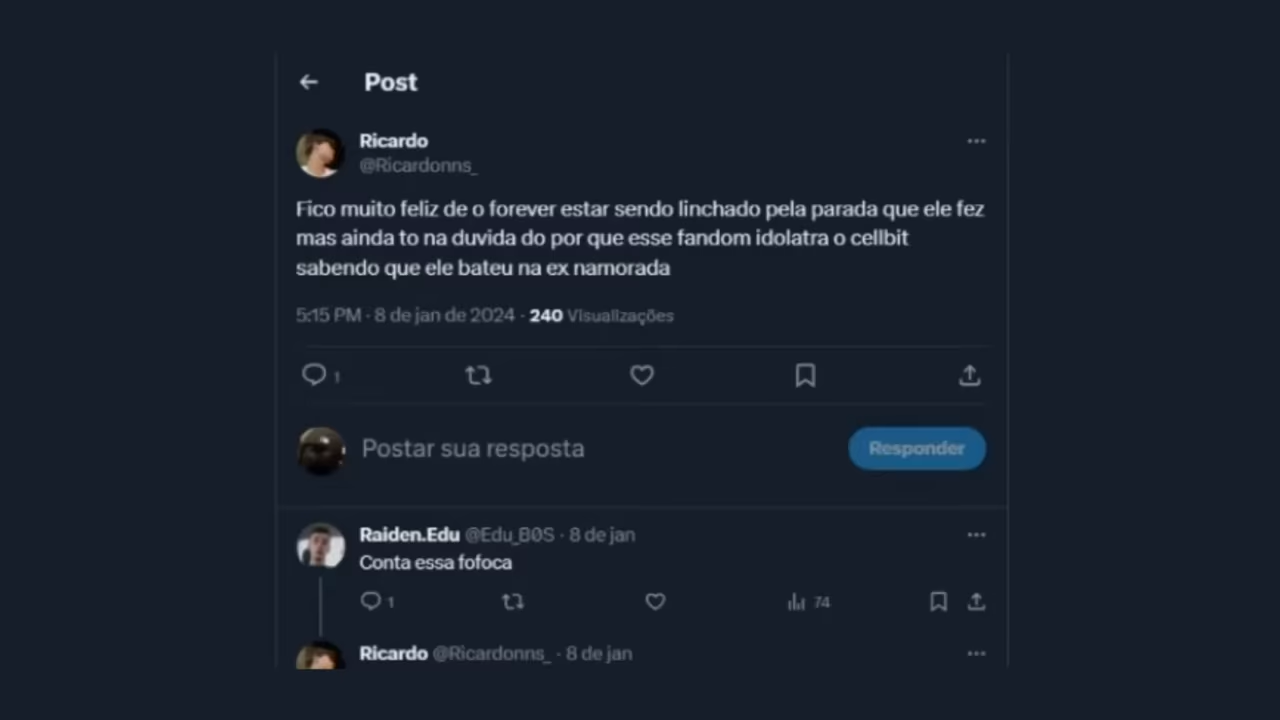 Post
Ricardo
@Ricardonns_
Fico muito feliz de o forever estar sendo linchado pela parada que ele fez
mas ainda to na duvida do por que esse fandom idolatra o cellbit
sabendo que ele bateu na ex namorada
5:15 PM · 8 de jan de 2024 · 240 Visualizações
1
Postar sua resposta
Responder
Raiden.Edu @Edu_B0S · 8 de jan
Conta essa fofoca
1 74
Ricardo @Ricardonns_ · 8 de jan